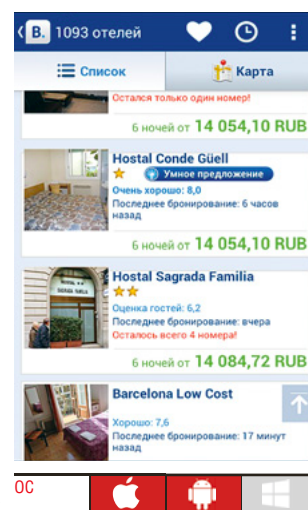 B. 1093 отелей
Список
Карта
Остался только один номер!
6 ночей от 14 054,10 RUB
Hostal Conde Güell
Умное предложение
Очень хорошо: 8,0
Последнее бронирование: 6 часов
назад
6 ночей от 14 054,10 RUB
Hostal Sagrada Familia
Оценка гостей: 6,2
Последнее бронирование: вчера
Осталось всего 4 номера!
6 ночей от 14 084,72 RUB
Barcelona Low Cost
Хорошо: 7,6
Последнее бронирование: 17 минут
назад
ОС